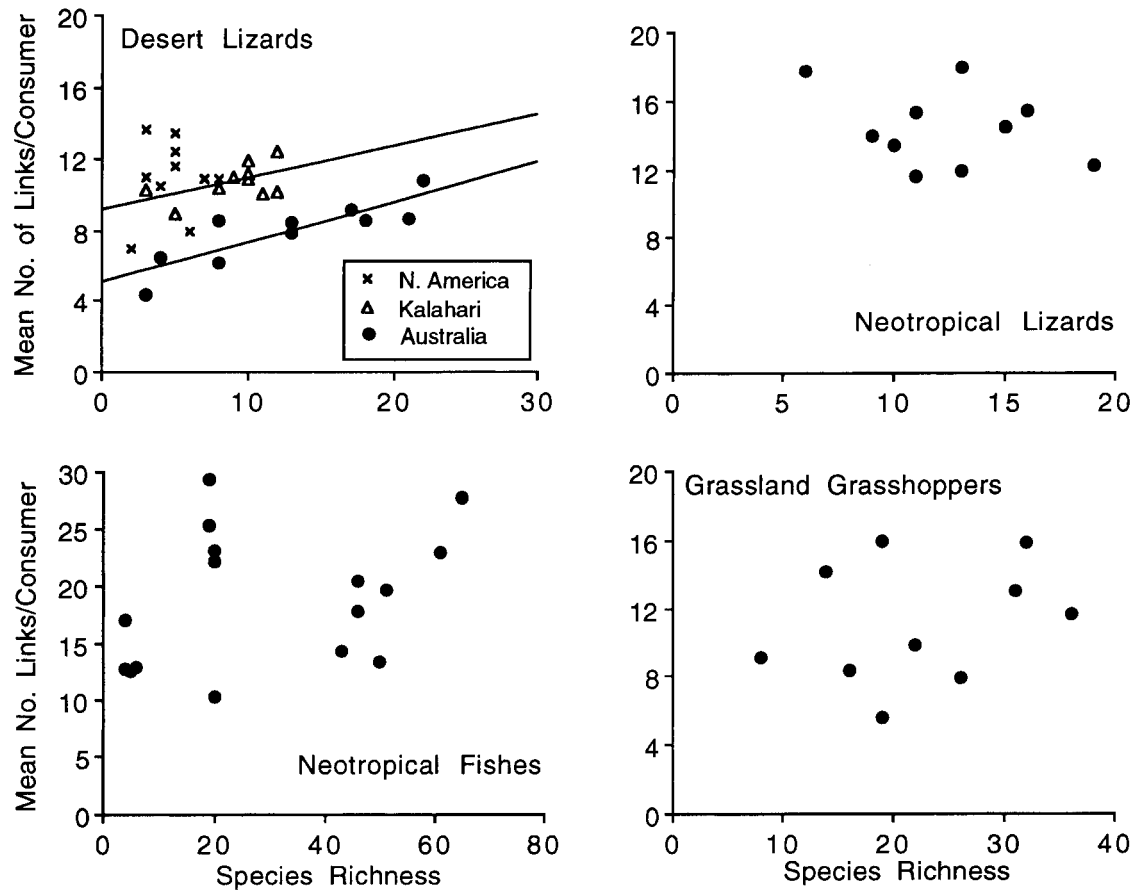 Desert Lizards
Mean No. of Links/Consumer
20
16
12
8
4
0
0 10 20 30
N. America
Kalahari
Australia
20
16
12
8
4
0
0 5 10 15 20
Neotropical Lizards
Mean No. Links/Consumer
30
25
20
15
10
5
0
0 20 40 60 80
Neotropical Fishes
Species Richness
Grassland Grasshoppers
20
16
12
8
4
0
0 10 20 30 40
Species Richness